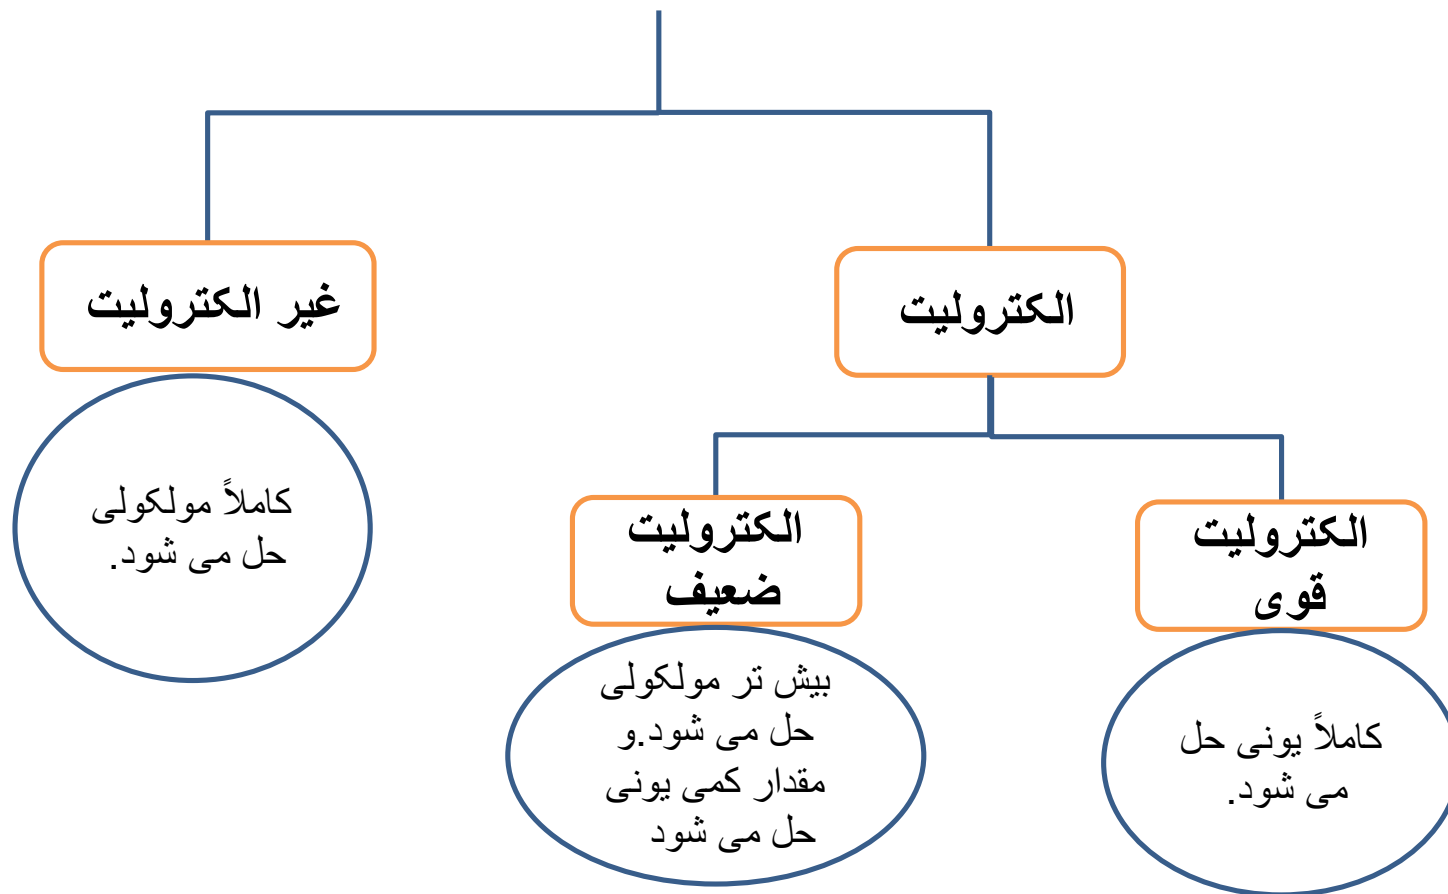 الکترولیت
غیر الکترولیت
الکترولیت
قوی
الکترولیت
ضعیف
کاملاً یونی حل
می شود.
بیش تر مولکولی
حل می شود.و
مقدار کمی یونی
حل می شود
کاملاً مولکولی
حل می شود.